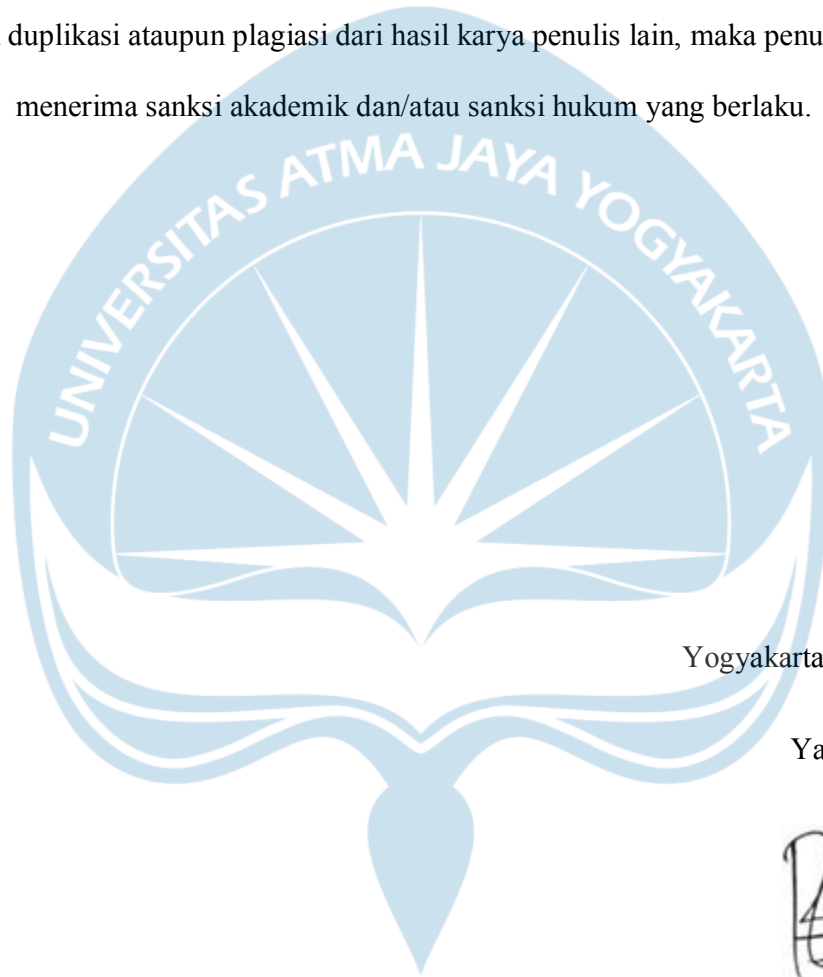 duplikasi ataupun plagiasi dari hasil karya penulis lain, maka penu
menerima sanksi akademik dan/atau sanksi hukum yang berlaku.
UNIVERSITAS ATMA JAYA YOGYAKARTA
Yogyakarta
Ya